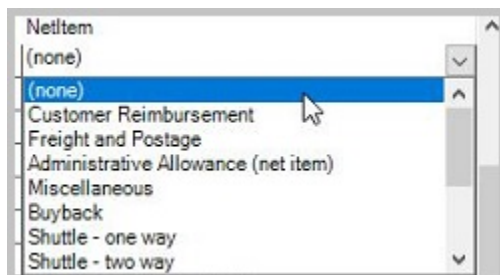 NetItem
(none)
(none)
Customer Reimbursement
Freight and Postage
Administrative Allowance (net item)
Miscellaneous
Buyback
Shuttle - one way
Shuttle - two way